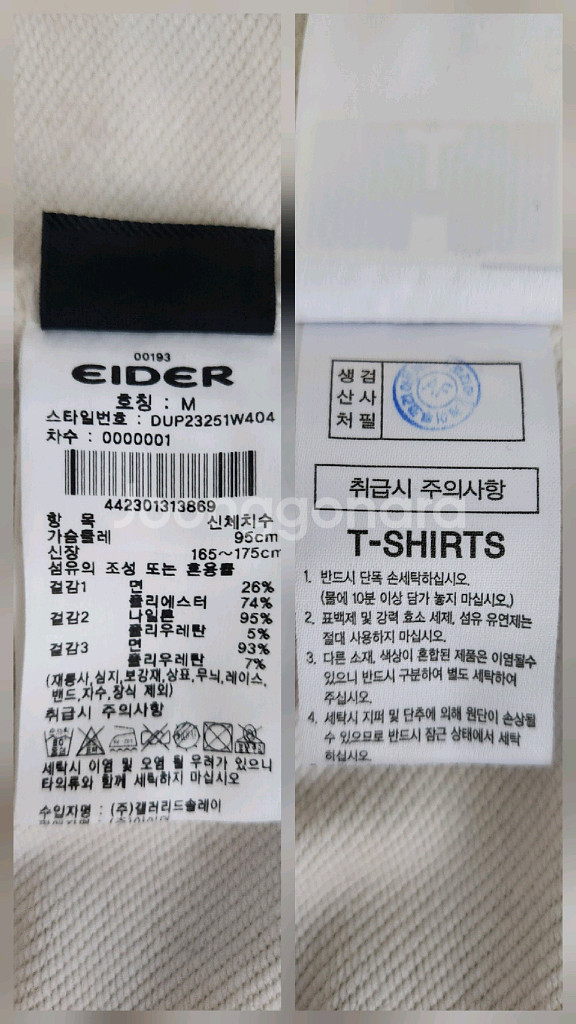 00193
EIDER
호칭 : M
스타일번호 : DUP23251W404
차수 : 0000001
442301313869
항 목 신체치수
가슴둘레 95cm
신장 165~175cm
섬유의 조성 또는 혼용률
겉감1 면 26%
폴리에스터 74%
겉감2 나일론 95%
폴리우레탄 5%
겉감3 면 93%
폴리우레탄 7%
(재봉사,심지,보강재,상표,무늬,레이스,
밴드,자수,장식 제외)
취급시 주의사항
세탁시 이염 및 오염 될 우려가 있으니
타의류와 함께 세탁하지 마십시오
수입자명 : (주)갤러리드솔레이
joongonara
생산처
검사필
취급시 주의사항
T-SHIRTS
1. 반드시 단독 손세탁하십시오.
(물에 10분 이상 담가 놓지 마십시오.)
2. 표백제 및 강력 효소 세제, 섬유 유연제는
절대 사용하지 마십시오.
3. 다른 소재, 색상이 혼합된 제품은 이염될수
있으니 반드시 구분하여 별도 세탁하여
주십시오.
4. 세탁시 지퍼 및 단추에 의해 원단이 손상될
수 있으므로 반드시 잠근 상태에서 세탁
하십시오.